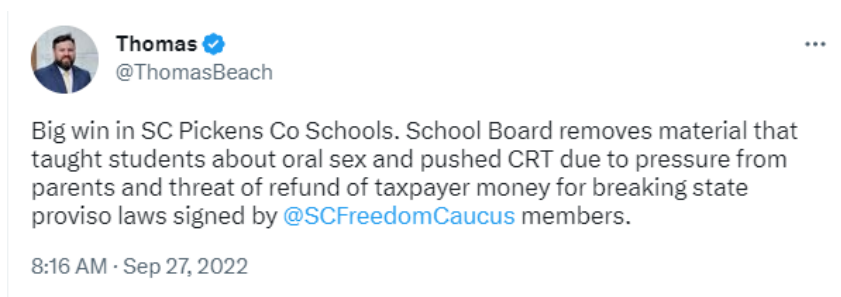 Thomas
@ThomasBeach
Big win in SC Pickens Co Schools. School Board removes material that
taught students about oral sex and pushed CRT due to pressure from
parents and threat of refund of taxpayer money for breaking state
proviso laws signed by @SCFreedomCaucus members.
8:16 AM · Sep 27, 2022